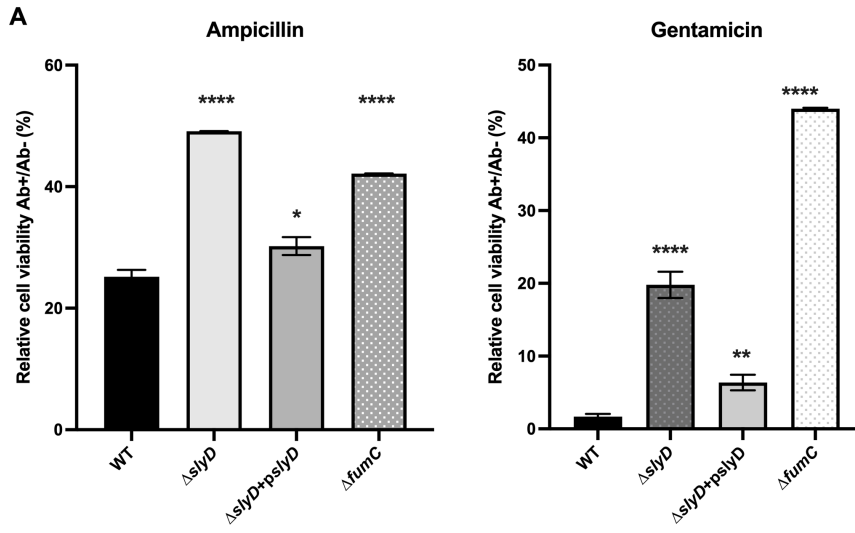 A
Ampicillin
Relative cell viability Ab+/Ab- (%)
60
40
20
0
****
*
****
WT
ΔslyD
ΔslyD+pslyD
ΔfumC
Gentamicin
Relative cell viability Ab+/Ab- (%)
50
40
30
20
10
0
****
**
****
WT
ΔslyD
ΔslyD+pslyD
ΔfumC